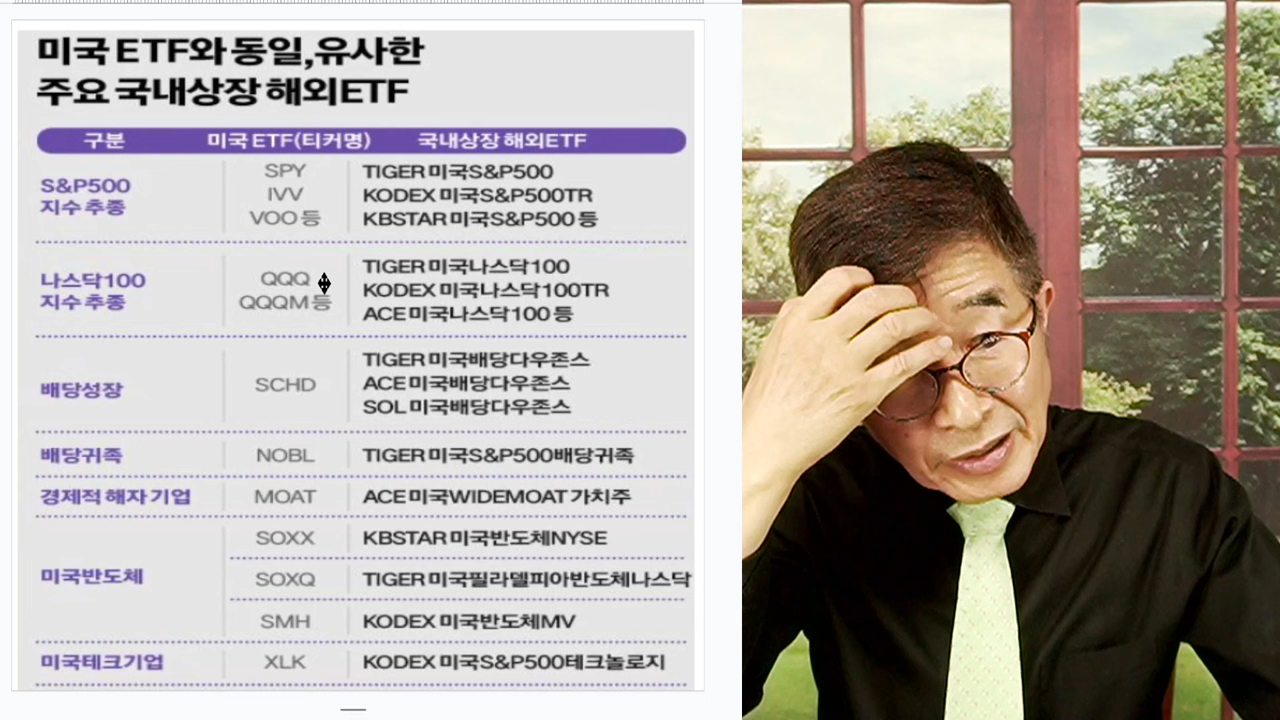 미국 ETF와 동일,유사한
주요 국내상장 해외ETF
구분 미국 ETF(티커명) 국내상장 해외ETF
S&P500
지수 추종
SPY
IVV
VOO 등
TIGER 미국S&P500
KODEX 미국S&P500TR
KBSTAR 미국S&P500 등
나스닥100
지수 추종
QQQ
QQQM 등
TIGER 미국나스닥100
KODEX 미국나스닥100TR
ACE 미국나스닥100 등
배당성장
SCHD
TIGER 미국배당다우존스
ACE 미국배당다우존스
SOL 미국배당다우존스
배당귀족 NOBL TIGER 미국S&P500배당귀족
경제적 해자 기업 MOAT ACE 미국WIDEMOAT 가치주
미국반도체
SOXX KBSTAR 미국반도체NYSE
SOXQ TIGER 미국필라델피아반도체나스닥
SMH KODEX 미국반도체MV
미국테크기업 XLK KODEX 미국S&P500테크놀로지